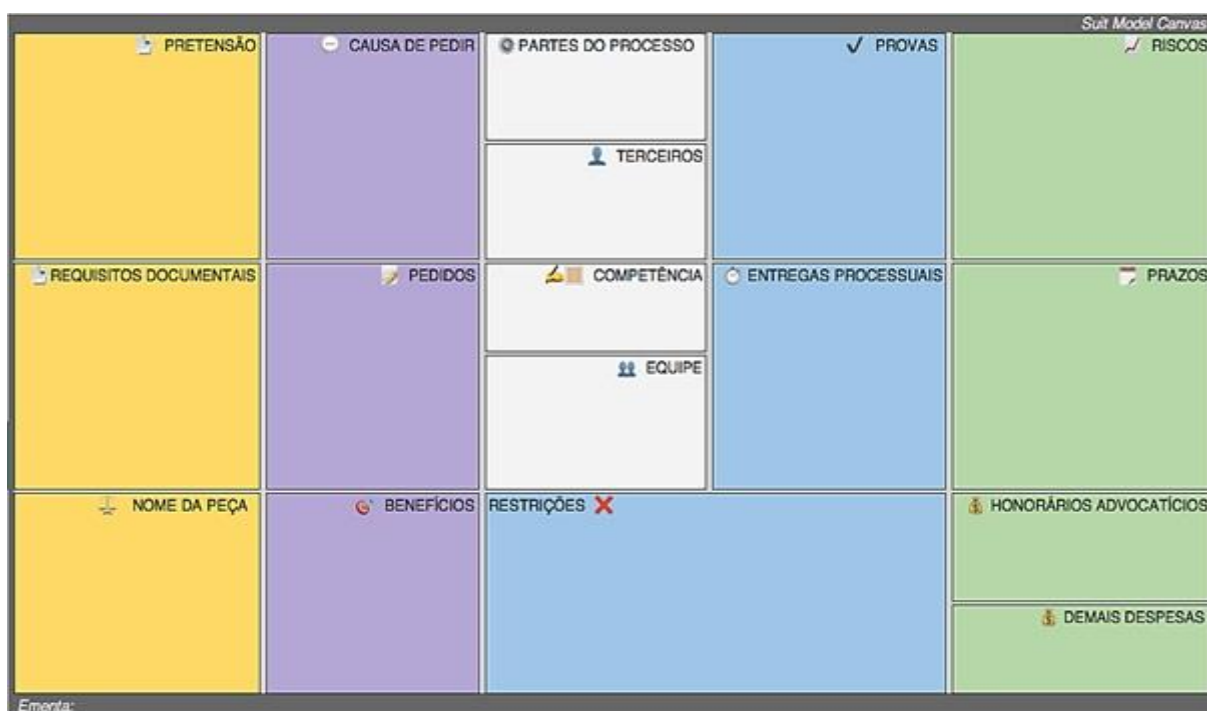 Suit Model Canvas
PRETENSÃO
CAUSA DE PEDIR
PARTES DO PROCESSO
PROVAS
RISCOS
TERCEIROS
REQUISITOS DOCUMENTAIS
PEDIDOS
COMPETÊNCIA
ENTREGAS PROCESSUAIS
PRAZOS
EQUIPE
NOME DA PEÇA
BENEFÍCIOS
RESTRIÇÕES
HONORÁRIOS ADVOCATÍCIOS
DEMAIS DESPESAS
Ementa: